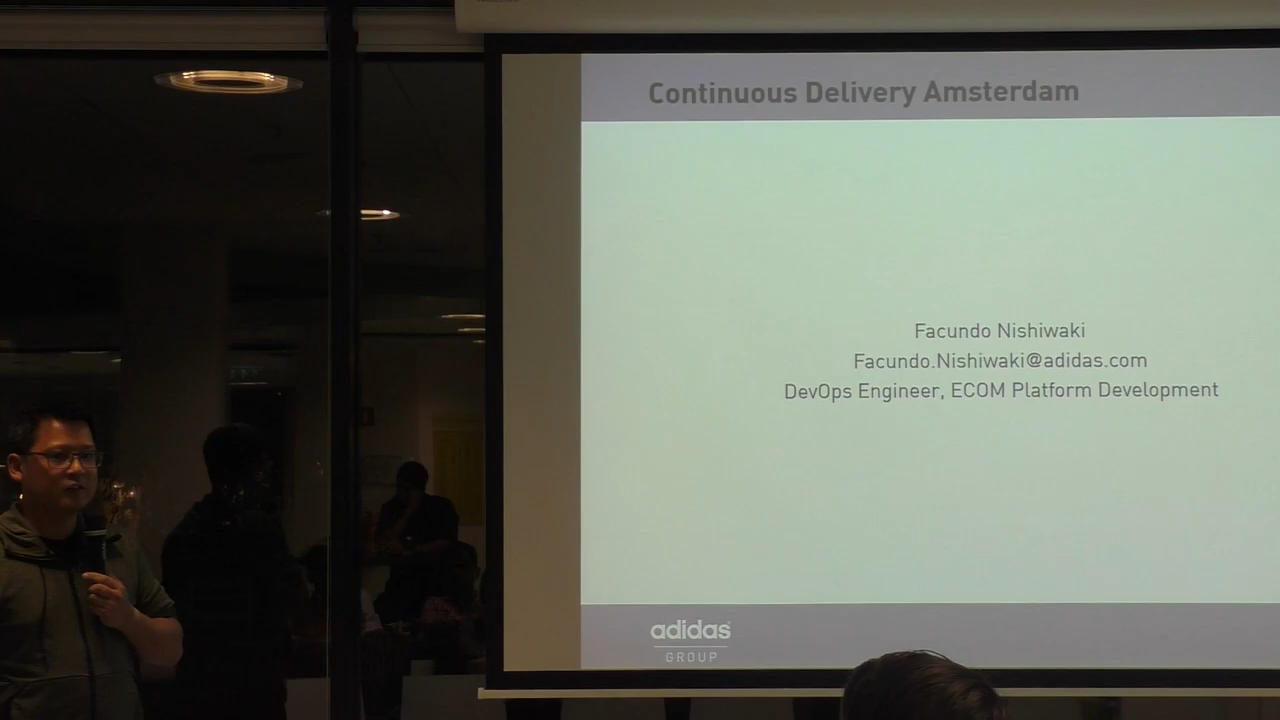 Continuous Delivery Amsterdam
Facundo Nishiwaki
Facundo.Nishiwaki@adidas.com
DevOps Engineer, ECOM Platform Development
adidas
GROUP